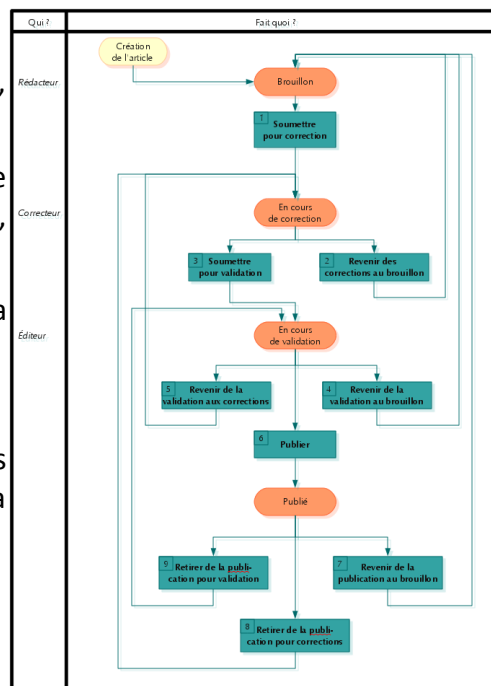 Qui ?
Fait quoi ?
Création
de l'article
Rédacteur
,
Brouillon
1
Soumettre
pour correction
e
Correcteur
,
En cours
de correction
3
Soumettre
pour validation
2
Revenir des
corrections au brouillon
a
Éditeur
En cours
de validation
5
Revenir de la
validation aux corrections
4
Revenir de la
validation au brouillon
6
Publier
s
a
Publié
9
Retirer de la publi-
cation pour validation
7
Revenir de la
publication au brouillon
8
Retirer de la publi-
cation pour corrections